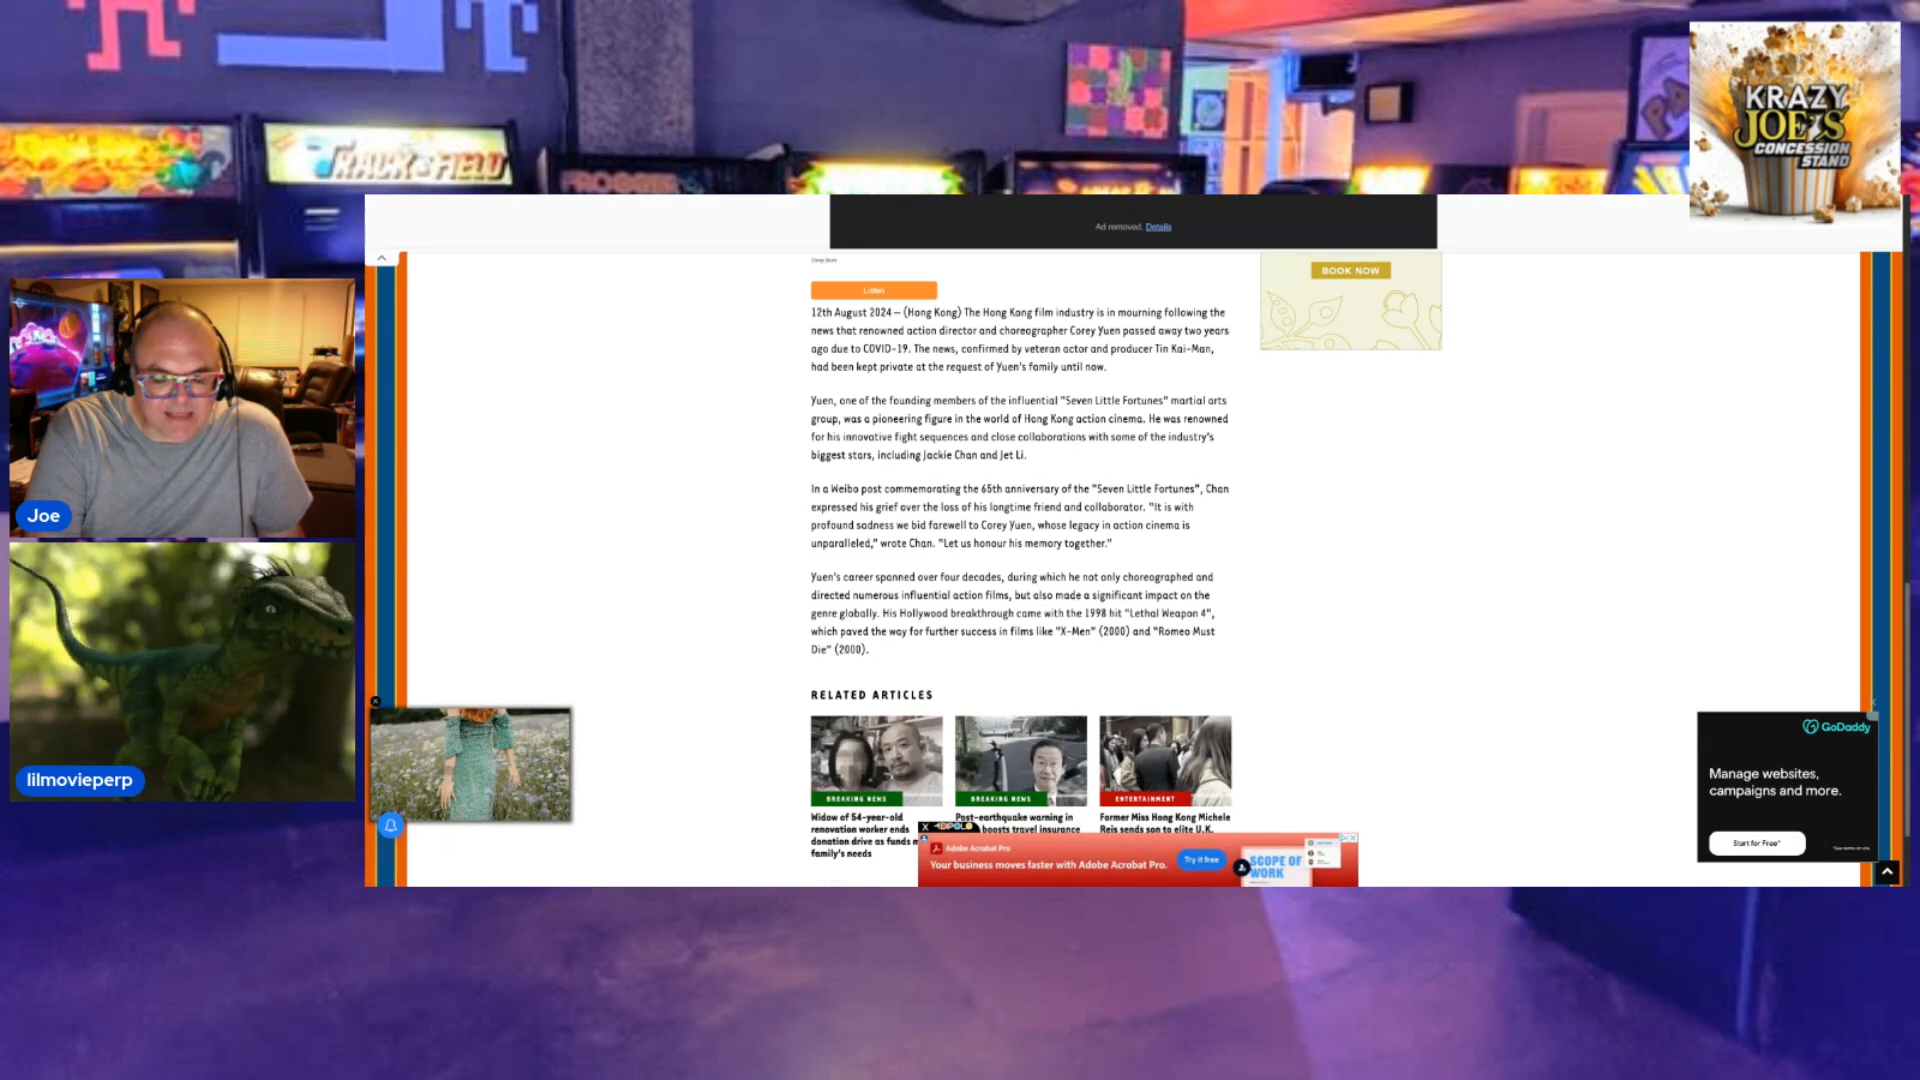 TRACK & FIELD
FROGGER
KRAZY
JOE'S
CONCESSION
STAND
Ad removed. Details
Corey Yuen
Listen
BOOK NOW
12th August 2024 – (Hong Kong) The Hong Kong film industry is in mourning following the
news that renowned action director and choreographer Corey Yuen passed away two years
ago due to COVID-19. The news, confirmed by veteran actor and producer Tin Kai-Man,
had been kept private at the request of Yuen's family until now.
Yuen, one of the founding members of the influential "Seven Little Fortunes" martial arts
group, was a pioneering figure in the world of Hong Kong action cinema. He was renowned
for his innovative fight sequences and close collaborations with some of the industry's
biggest stars, including Jackie Chan and Jet Li.
In a Weibo post commemorating the 65th anniversary of the "Seven Little Fortunes", Chan
expressed his grief over the loss of his longtime friend and collaborator. "It is with
profound sadness we bid farewell to Corey Yuen, whose legacy in action cinema is
unparalleled," wrote Chan. "Let us honour his memory together."
Yuen's career spanned over four decades, during which he not only choreographed and
directed numerous influential action films, but also made a significant impact on the
genre globally. His Hollywood breakthrough came with the 1998 hit "Lethal Weapon 4",
which paved the way for further success in films like "X-Men" (2000) and "Romeo Must
Die" (2000).
RELATED ARTICLES
BREAKING NEWS
Widow of 54-year-old
renovation worker ends
donation drive as funds m
family's needs
BREAKING NEWS
Post-earthquake warning in
boosts travel insurance
ENTERTAINMENT
Former Miss Hong Kong Michele
Reis sends son to elite U.K.
Joe
lilmovieperp
Adobe Acrobat Pro
Your business moves faster with Adobe Acrobat Pro.
Try it free
SCOPE OF
WORK
GoDaddy
Manage websites,
campaigns and more.
Start for Free*